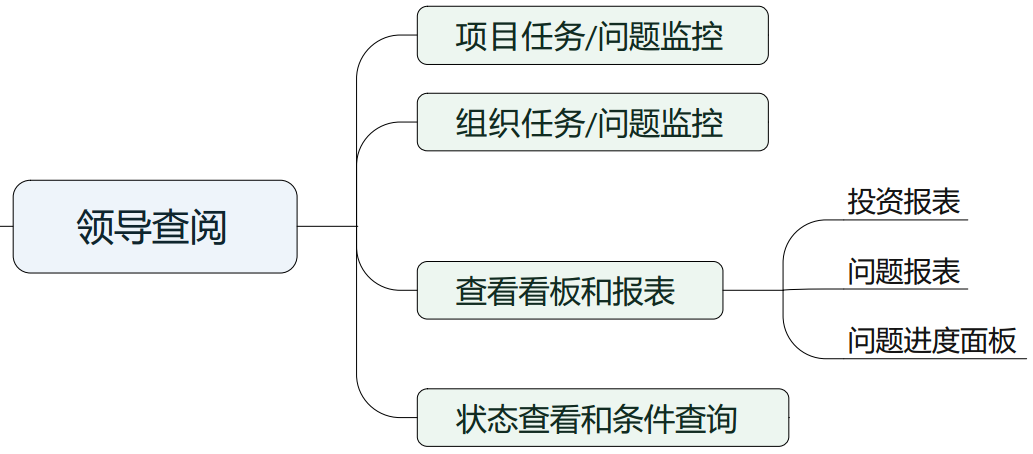 项目任务/问题监控
组织任务/问题监控
领导查阅
投资报表
问题报表
查看看板和报表
问题进度面板
状态查看和条件查询